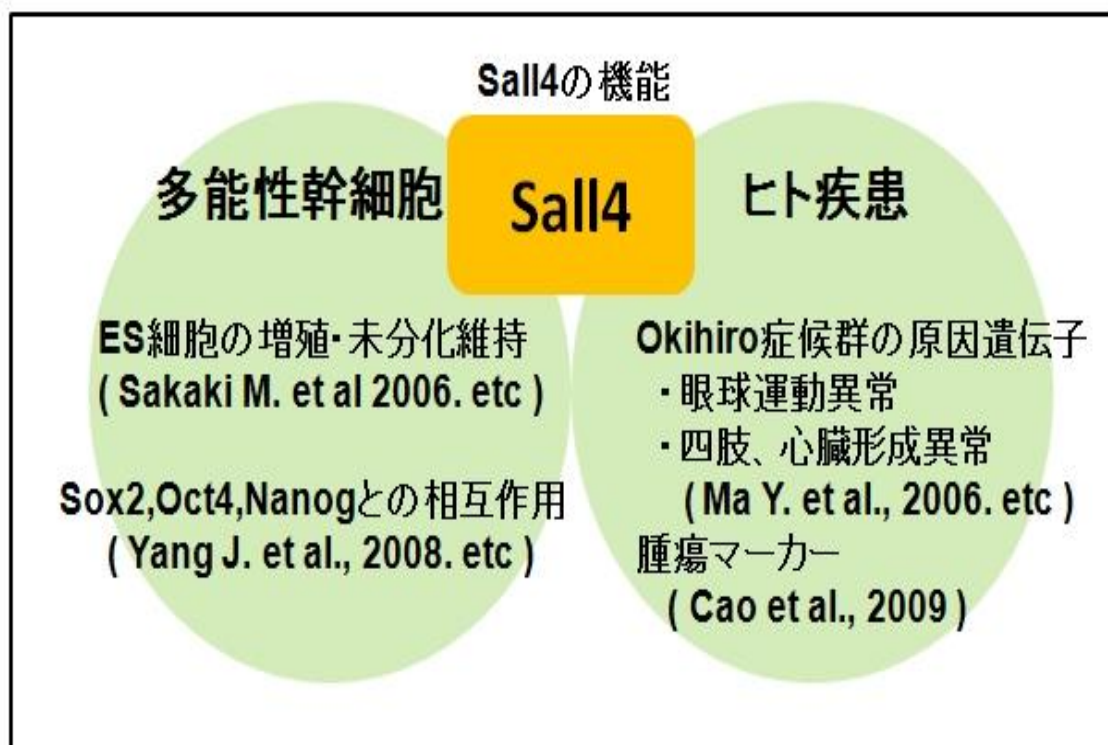 Sall4の機能
多能性幹細胞
Sall4
ヒト疾患
ES細胞の増殖・未分化維持
( Sakaki M. et al 2006. etc )
Sox2,Oct4,Nanogとの相互作用
( Yang J. et al., 2008. etc )
Okihiro症候群の原因遺伝子
・眼球運動異常
・四肢、心臓形成異常
( Ma Y. et al., 2006. etc )
腫瘍マーカー
( Cao et al., 2009 )